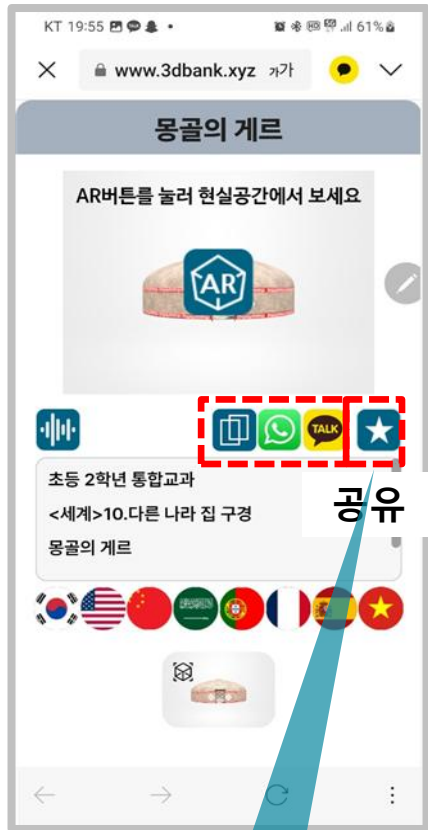 KT 19:55
61%
www.3dbank.xyz 가가
몽골의 게르
AR버튼를 눌러 현실공간에서 보세요
AR
TALK
초등 2학년 통합교과
<세계>10.다른 나라 집 구경
몽골의 게르
공유